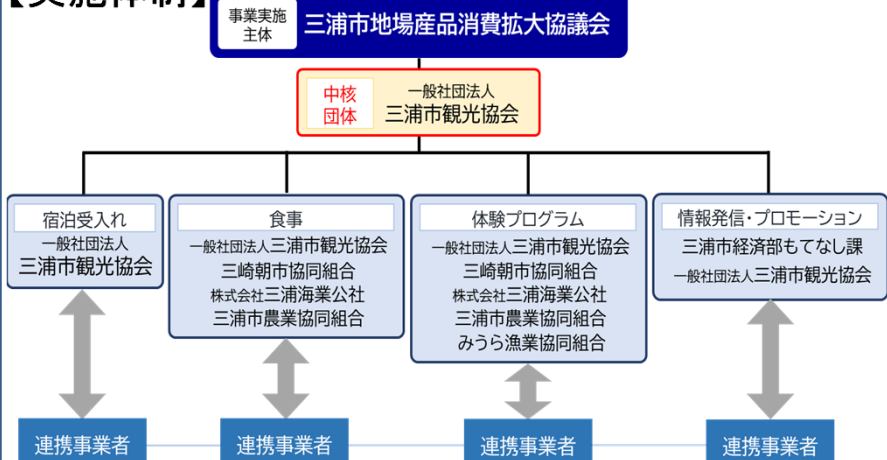 【実施体制】
事業実施
主体
三浦市地場産品消費拡大協議会
中核
団体
一般社団法人
三浦市観光協会
宿泊受入れ
一般社団法人
三浦市観光協会
食事
一般社団法人三浦市観光協会
三崎朝市協同組合
株式会社三浦海業公社
三浦市農業協同組合
体験プログラム
一般社団法人三浦市観光協会
三崎朝市協同組合
株式会社三浦海業公社
三浦市農業協同組合
みうら漁業協同組合
情報発信・プロモーション
三浦市経済部もてなし課
一般社団法人三浦市観光協会
連携事業者
連携事業者
連携事業者
連携事業者